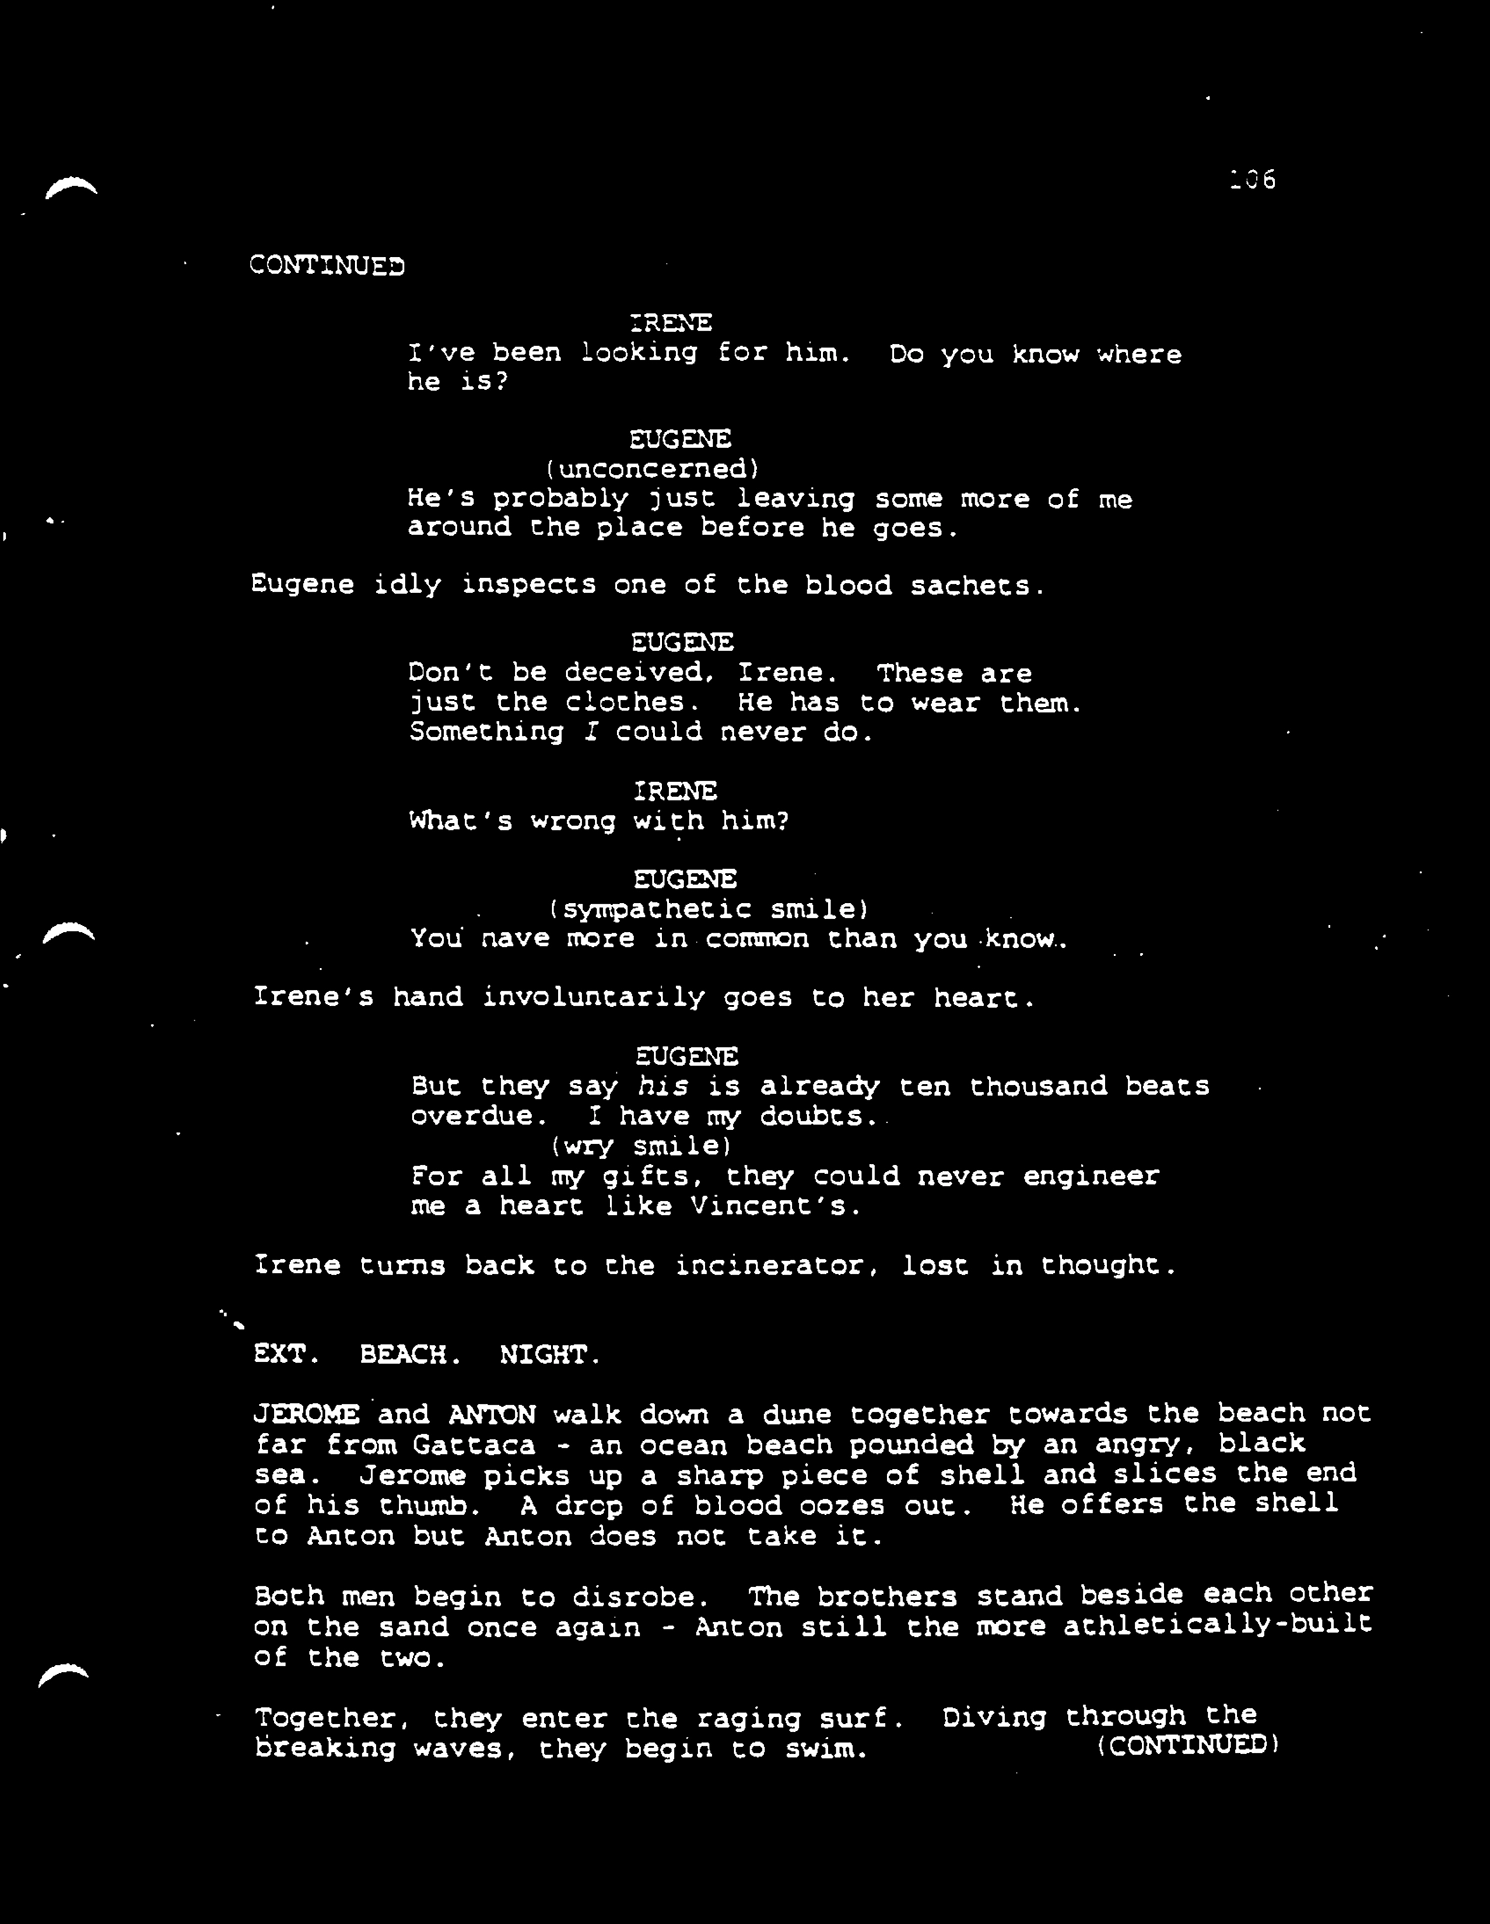 106
CONTINUED
IRENE
I've been looking for him. Do you know where
he is?
EUGENE
(unconcerned)
He's probably just leaving some more of me
around the place before he goes.
Eugene idly inspects one of the blood sachets.
EUGENE
Don't be deceived, Irene. These are
just the clothes. He has to wear them.
Something I could never do.
IRENE
What's wrong with him?
EUGENE
(sympathetic smile)
You have more in common than you know.
Irene's hand involuntarily goes to her heart.
EUGENE
But they say his is already ten thousand beats
overdue. I have my doubts.
(wry smile)
For all my gifts, they could never engineer
me a heart like Vincent's.
Irene turns back to the incinerator, lost in thought.
EXT. BEACH. NIGHT.
JEROME and ANTON walk down a dune together towards the beach not
far from Gattaca - an ocean beach pounded by an angry, black
sea. Jerome picks up a sharp piece of shell and slices the end
of his thumb. A drop of blood oozes out. He offers the shell
to Anton but Anton does not take it.
Both men begin to disrobe. The brothers stand beside each other
on the sand once again - Anton still the more athletically-built
of the two.
Together, they enter the raging surf. Diving through the
breaking waves, they begin to swim. (CONTINUED)